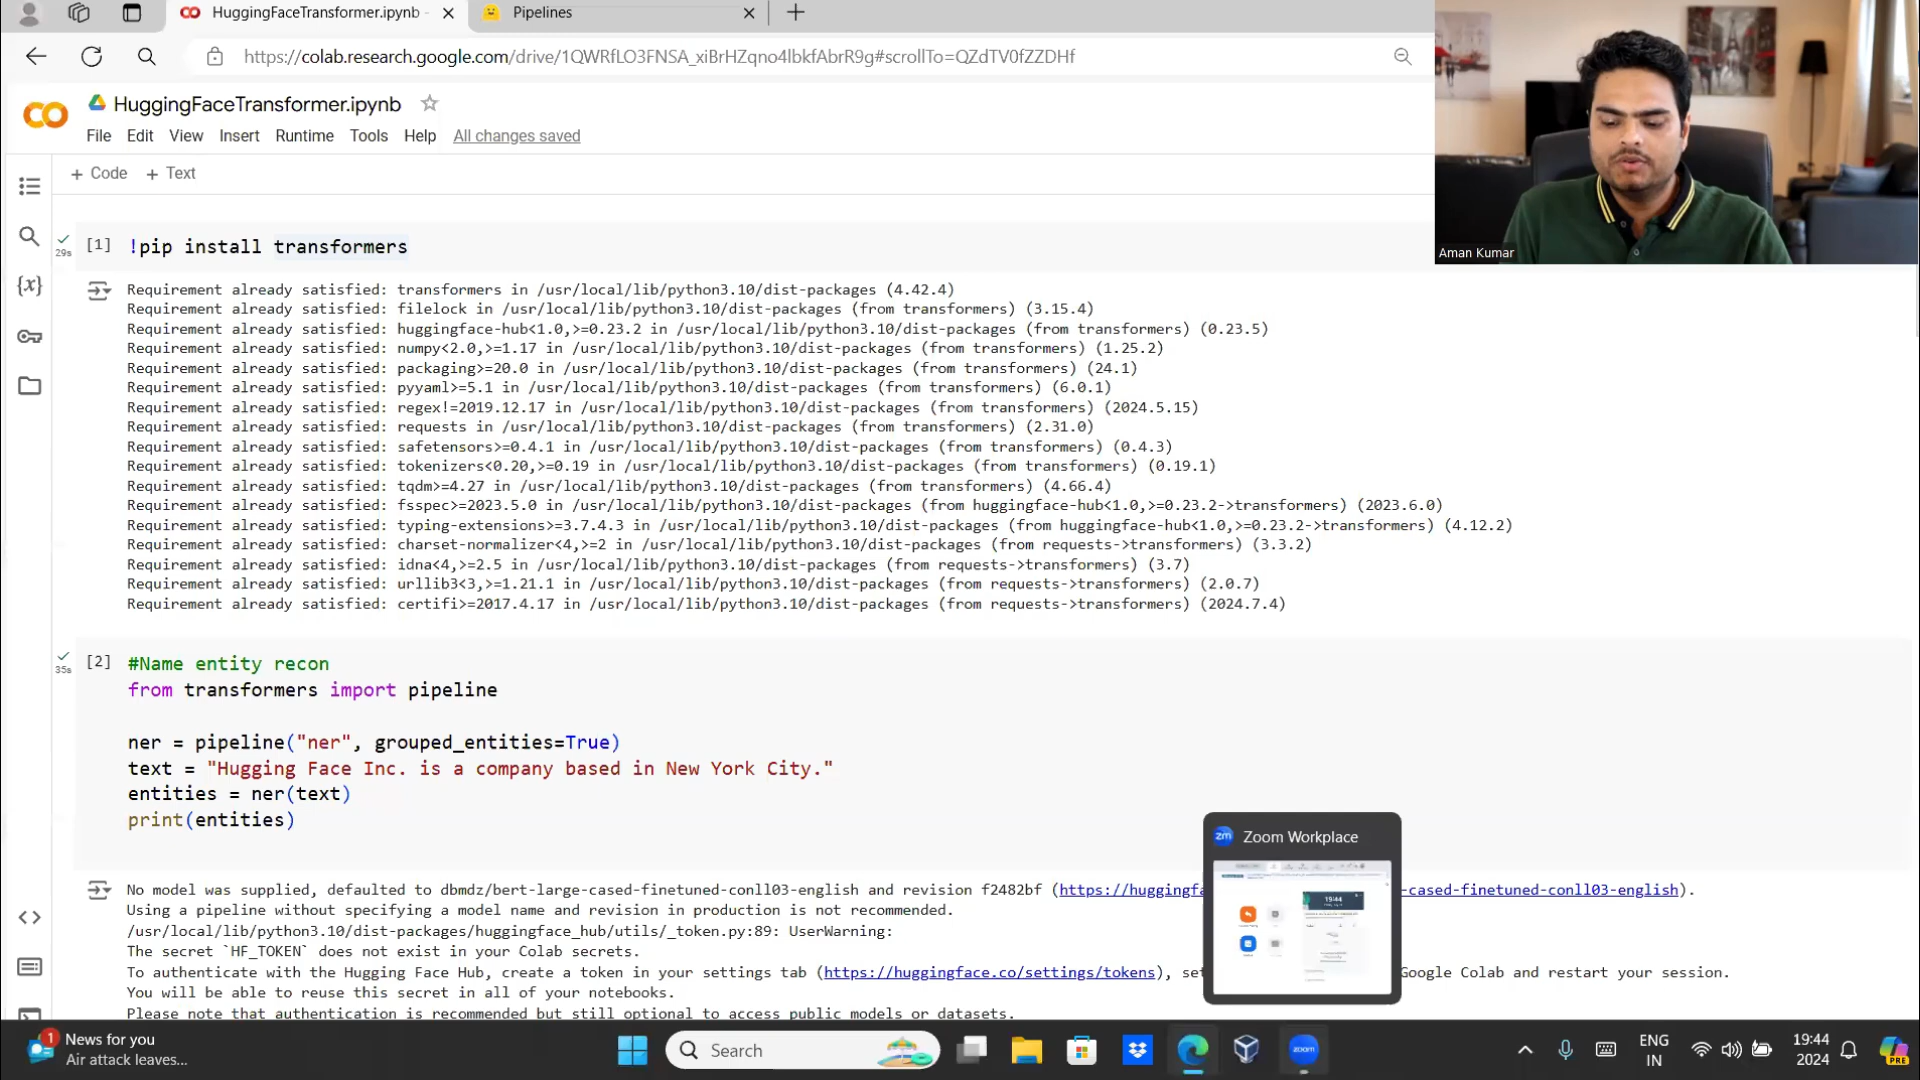 HuggingFaceTransformer.ipynb -
Pipelines
https://colab.research.google.com/drive/1QWRfLO3FNSA_xiBrHZqno4lbkfAbrR9g#scrollTo=QZdTV0fZZDHf
CO
HuggingFaceTransformer.ipynb
File Edit View Insert Runtime Tools Help All changes saved
+ Code + Text
Aman Kumar
29s
[1] !pip install transformers
Requirement already satisfied: transformers in /usr/local/lib/python3.10/dist-packages (4.42.4)
Requirement already satisfied: filelock in /usr/local/lib/python3.10/dist-packages (from transformers) (3.15.4)
Requirement already satisfied: huggingface-hub<1.0,>=0.23.2 in /usr/local/lib/python3.10/dist-packages (from transformers) (0.23.5)
Requirement already satisfied: numpy<2.0,>=1.17 in /usr/local/lib/python3.10/dist-packages (from transformers) (1.25.2)
Requirement already satisfied: packaging>=20.0 in /usr/local/lib/python3.10/dist-packages (from transformers) (24.1)
Requirement already satisfied: pyyaml>=5.1 in /usr/local/lib/python3.10/dist-packages (from transformers) (6.0.1)
Requirement already satisfied: regex!=2019.12.17 in /usr/local/lib/python3.10/dist-packages (from transformers) (2024.5.15)
Requirement already satisfied: requests in /usr/local/lib/python3.10/dist-packages (from transformers) (2.31.0)
Requirement already satisfied: safetensors>=0.4.1 in /usr/local/lib/python3.10/dist-packages (from transformers) (0.4.3)
Requirement already satisfied: tokenizers<0.20,>=0.19 in /usr/local/lib/python3.10/dist-packages (from transformers) (0.19.1)
Requirement already satisfied: tqdm>=4.27 in /usr/local/lib/python3.10/dist-packages (from transformers) (4.66.4)
Requirement already satisfied: fsspec>=2023.5.0 in /usr/local/lib/python3.10/dist-packages (from huggingface-hub<1.0,>=0.23.2->transformers) (2023.6.0)
Requirement already satisfied: typing-extensions>=3.7.4.3 in /usr/local/lib/python3.10/dist-packages (from huggingface-hub<1.0,>=0.23.2->transformers) (4.12.2)
Requirement already satisfied: charset-normalizer<4,>=2 in /usr/local/lib/python3.10/dist-packages (from requests->transformers) (3.3.2)
Requirement already satisfied: idna<4,>=2.5 in /usr/local/lib/python3.10/dist-packages (from requests->transformers) (3.7)
Requirement already satisfied: urllib3<3,>=1.21.1 in /usr/local/lib/python3.10/dist-packages (from requests->transformers) (2.0.7)
Requirement already satisfied: certifi>=2017.4.17 in /usr/local/lib/python3.10/dist-packages (from requests->transformers) (2024.7.4)
35s
[2] #Name entity recon
from transformers import pipeline
ner = pipeline("ner", grouped_entities=True)
text = "Hugging Face Inc. is a company based in New York City."
entities = ner(text)
print(entities)
zm Zoom Workplace
19:44
No model was supplied, defaulted to dbmdz/bert-large-cased-finetuned-conll03-english and revision f2482bf (https://huggingfa -cased-finetuned-conll03-english).
Using a pipeline without specifying a model name and revision in production is not recommended.
/usr/local/lib/python3.10/dist-packages/huggingface_hub/utils/_token.py:89: UserWarning:
The secret `HF_TOKEN` does not exist in your Colab secrets.
To authenticate with the Hugging Face Hub, create a token in your settings tab (https://huggingface.co/settings/tokens), se Google Colab and restart your session.
You will be able to reuse this secret in all of your notebooks.
Please note that authentication is recommended but still optional to access public models or datasets.
1
News for you
Air attack leaves...
Search
zoom
ENG
IN
19:44
2024
PRE